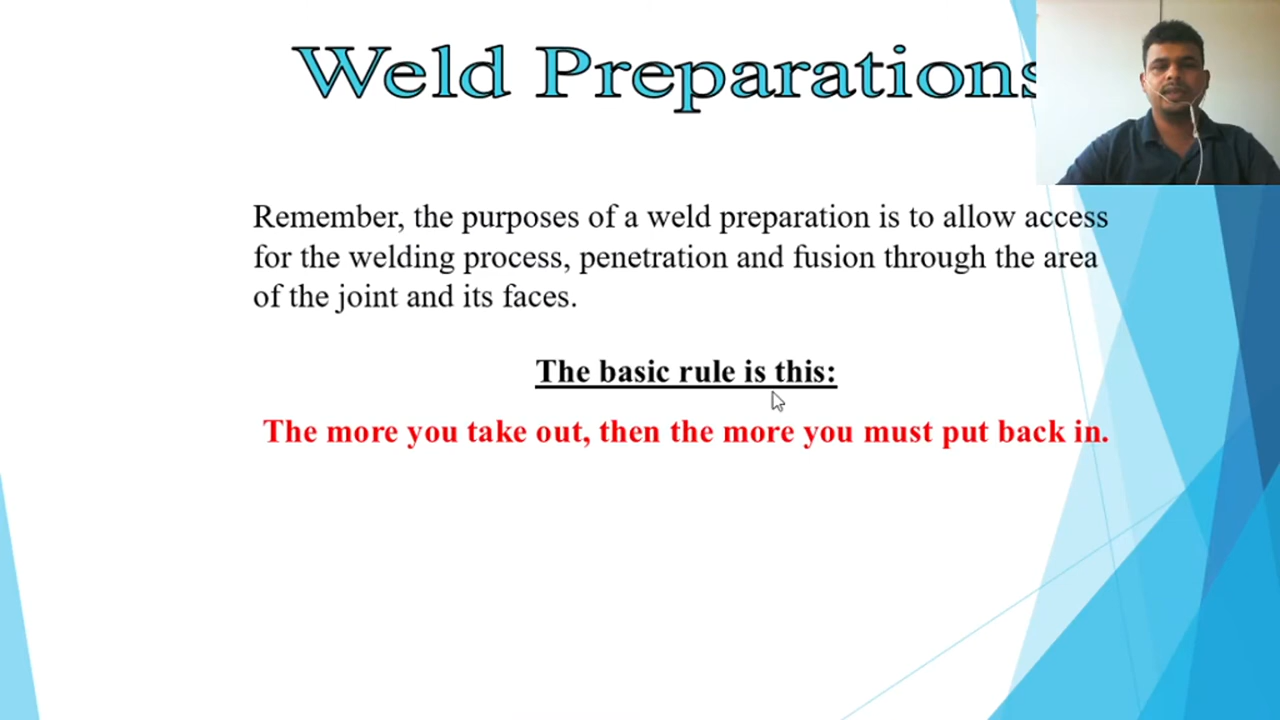 Weld Preparations
Remember, the purposes of a weld preparation is to allow access
for the welding process, penetration and fusion through the area
of the joint and its faces.
The basic rule is this:
The more you take out, then the more you must put back in.